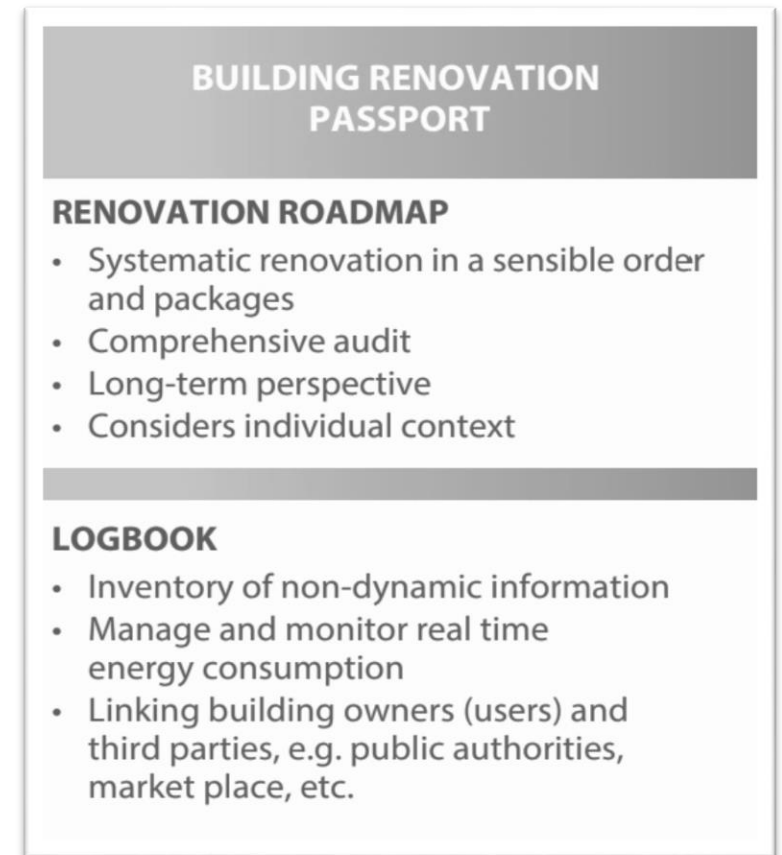 BUILDING RENOVATION
PASSPORT
RENOVATION ROADMAP
• Systematic renovation in a sensible order
and packages
• Comprehensive audit
• Long-term perspective
• Considers individual context
LOGBOOK
• Inventory of non-dynamic information
• Manage and monitor real time
energy consumption
• Linking building owners (users) and
third parties, e.g. public authorities,
market place, etc.